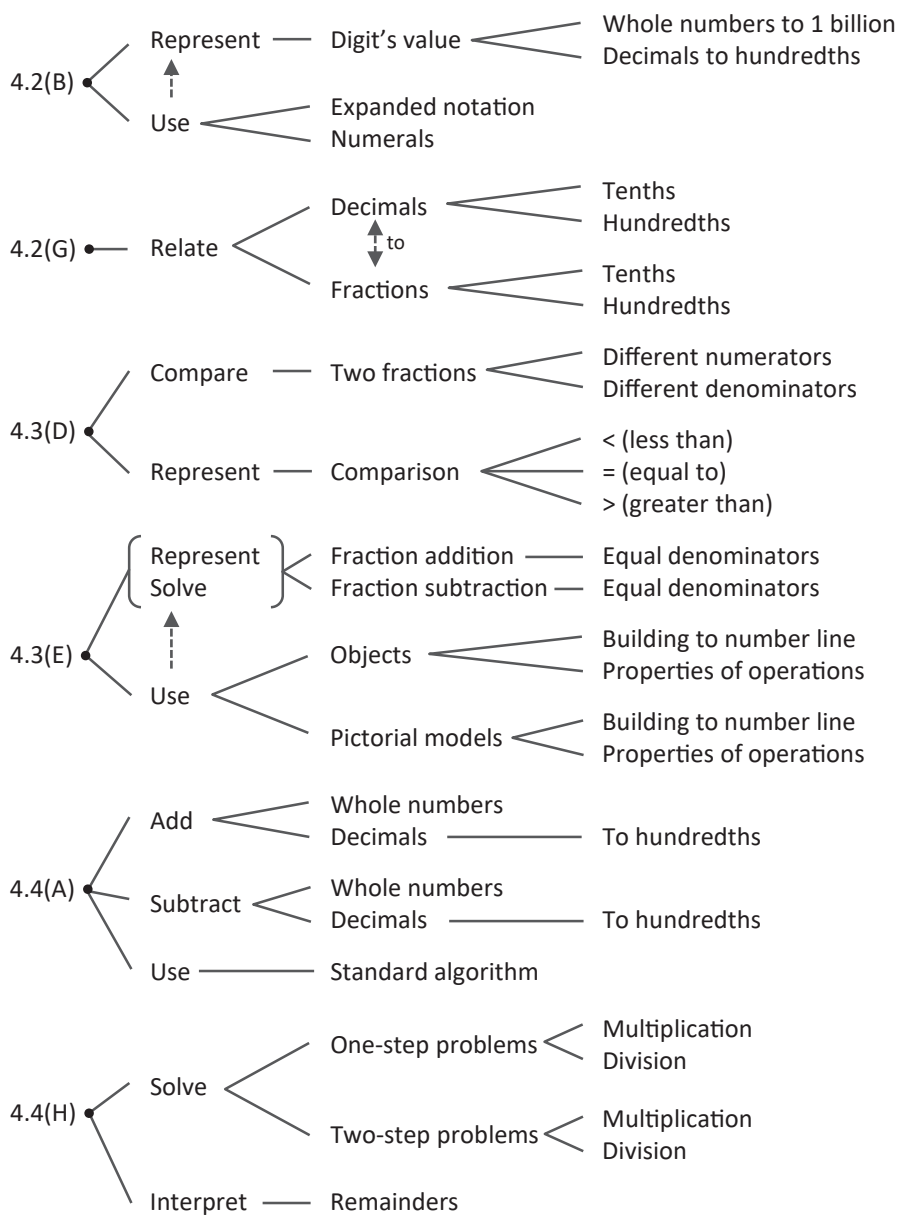 Represent Digit's value Whole numbers to 1 billion
Decimals to hundredths
4.2(B)
Use Expanded notation
Numerals
Decimals Tenths
Hundredths
4.2(G) Relate to
Fractions Tenths
Hundredths
Compare Two fractions Different numerators
Different denominators
4.3(D)
Represent Comparison < (less than)
= (equal to)
> (greater than)
Represent Fraction addition Equal denominators
Solve Fraction subtraction Equal denominators
4.3(E)
Use Objects Building to number line
Properties of operations
Pictorial models Building to number line
Properties of operations
Add Whole numbers
Decimals To hundredths
4.4(A)
Subtract Whole numbers
Decimals To hundredths
Use Standard algorithm
One-step problems Multiplication
Division
4.4(H) Solve
Two-step problems Multiplication
Division
Interpret Remainders